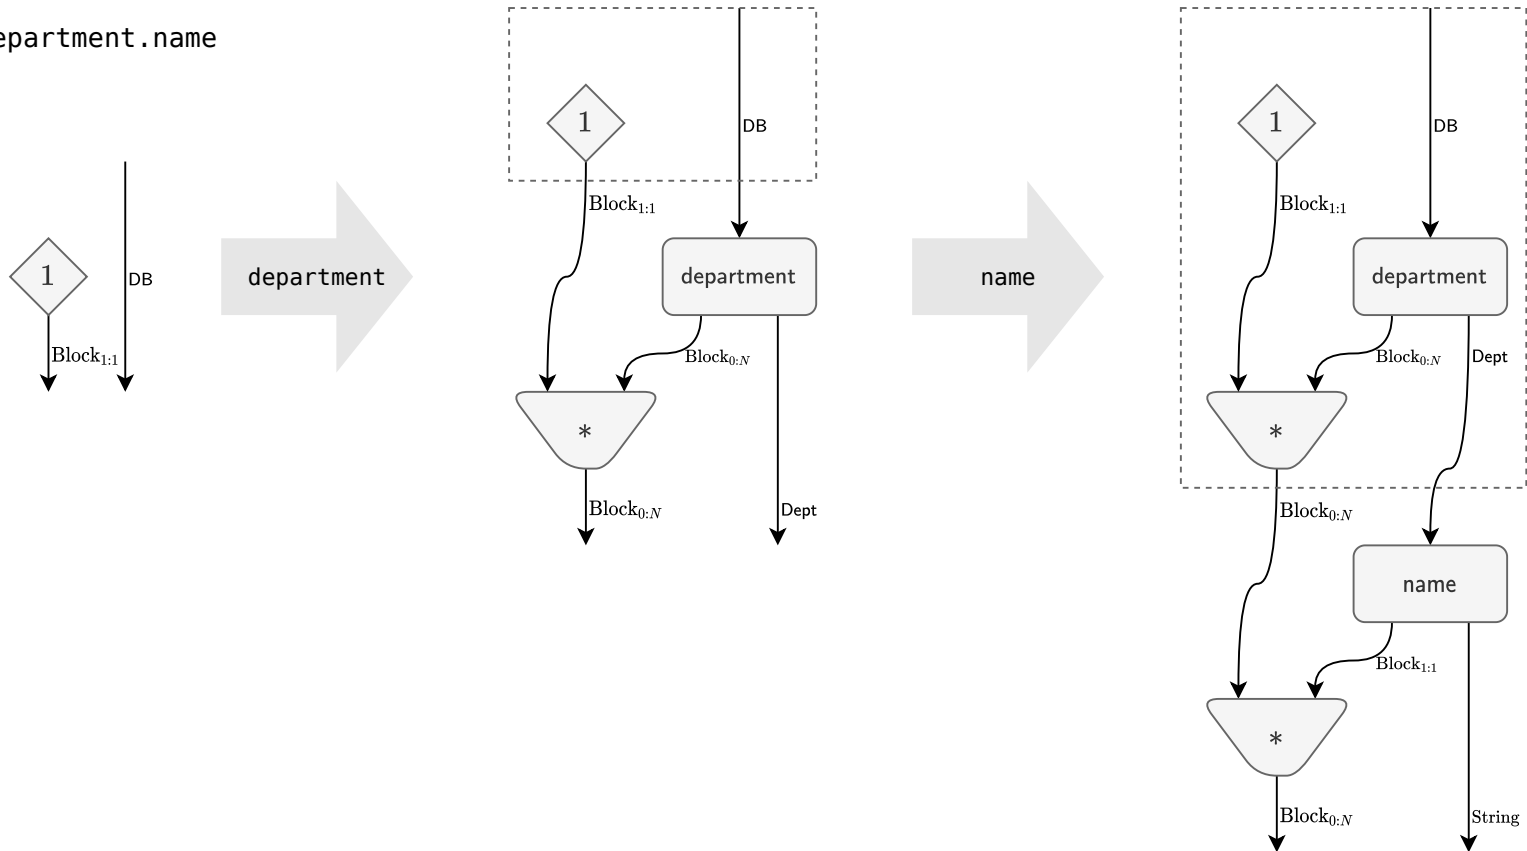 epartment.name
1
DB
Block1:1
department
1
DB
Block1:1
department
Block0:N
*
Block0:N
Dept
name
1
DB
Block1:1
department
Block0:N
Dept
*
Block0:N
name
Block1:1
*
Block0:N
String